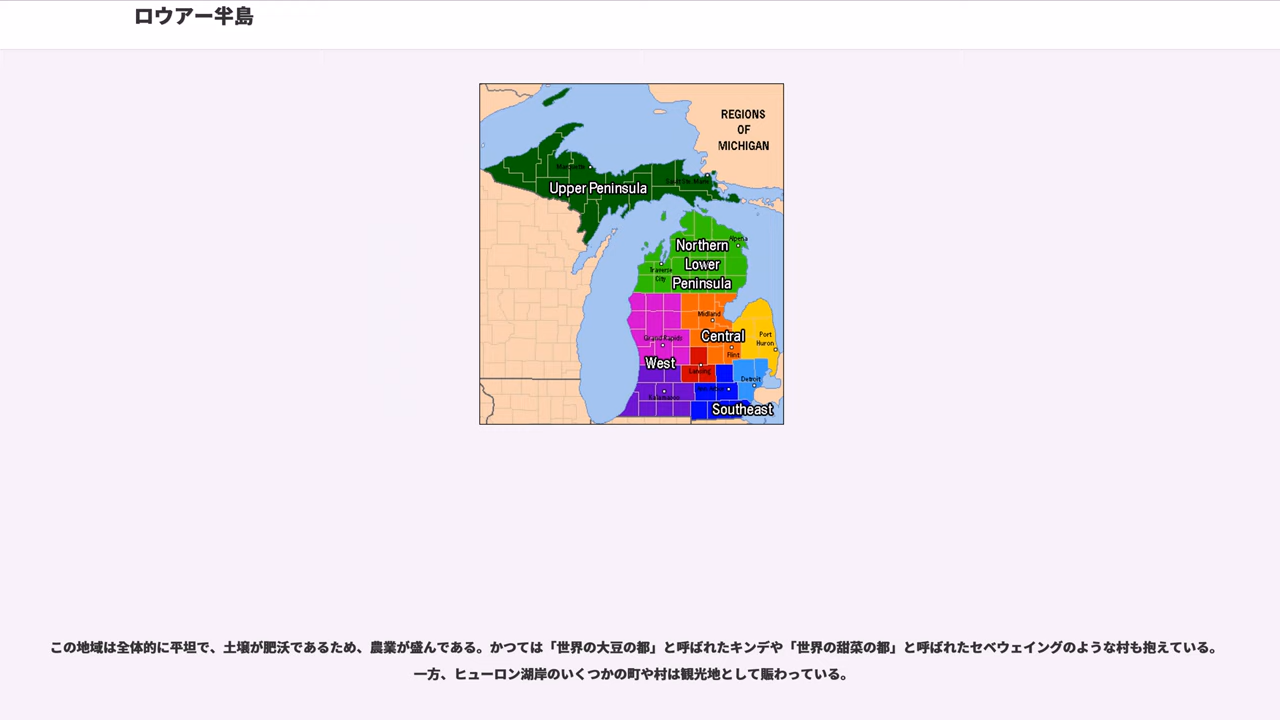 ロウアー半島
REGIONS
OF
MICHIGAN
Upper Peninsula
Northern
Lower
Peninsula
Alpena
Traverse
City
Midland
Central
Port
Huron
Grand Rapids
Flint
West
Lansing
Detroit
Kalamazoo
Southeast
この地域は全体的に平坦で、土壌が肥沃であるため、農業が盛んである。かつては「世界の大豆の都」と呼ばれたキンデや「世界の甜菜の都」と呼ばれたセベウェイングのような村も抱えている。
一方、ヒューロン湖岸のいくつかの町や村は観光地として賑わっている。